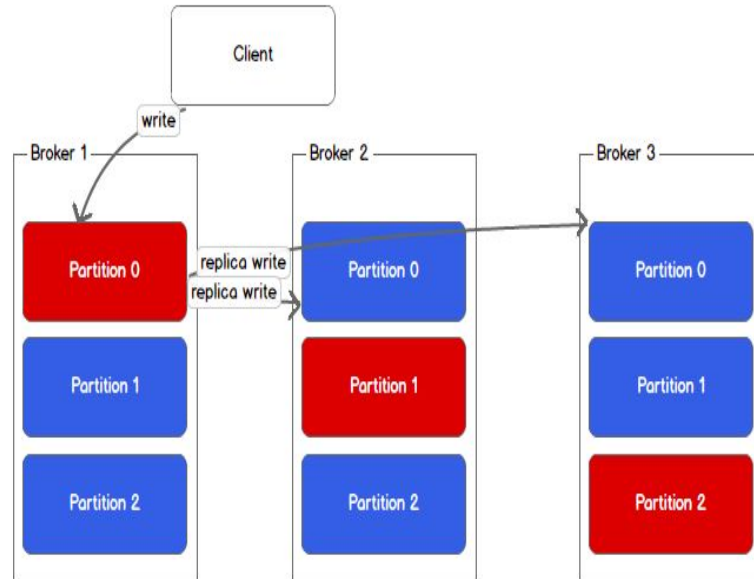 Client
write
Broker 1
Broker 2
Broker 3
Partition 0
replica write
replica write
Partition 0
Partition 0
Partition 1
Partition 1
Partition 1
Partition 2
Partition 2
Partition 2